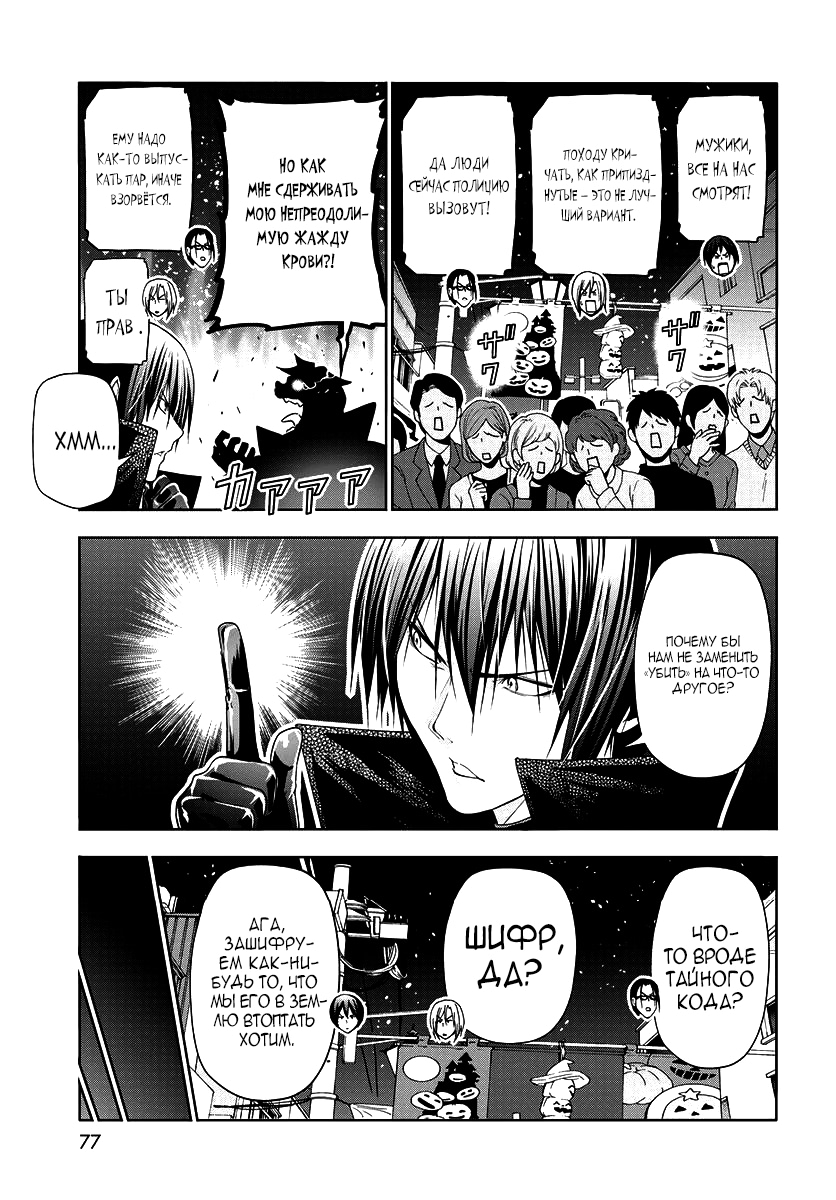 МУЖИКИ,
ВСЕ НА НАС
СМОТРЯТ!
ПОХОДУ КРИ-
ЧАТЬ, КАК ПРИПИЗД-
НУТЫЕ – ЭТО НЕ ЛУЧ-
ШИЙ ВАРИАНТ.
ДА ЛЮДИ
СЕЙЧАС ПОЛИЦИЮ
ВЫЗОВУТ!
ザワ
ザワ
НО КАК
МНЕ СДЕРЖИВАТЬ
МОЮ НЕПРЕОДОЛИ-
МУЮ ЖАЖДУ
КРОВИ?!
ЕМУ НАДО
КАК-ТО ВЫПУС-
КАТЬ ПАР, ИНАЧЕ
ВЗОРВЁТСЯ.
ТЫ
ПРАВ.
ХММ...
カアアア
ПОЧЕМУ БЫ
НАМ НЕ ЗАМЕНИТЬ
«УБИТЬ» НА ЧТО-ТО
ДРУГОЕ?
ЧТО-
ТО ВРОДЕ
ТАЙНОГО
КОДА?
ШИФР,
ДА?
АГА,
ЗАШИФРУ-
ЕМ КАК-НИ-
БУДЬ ТО, ЧТО
МЫ ЕГО В ЗЕМ-
ЛЮ ВТОПТАТЬ
ХОТИМ.
77